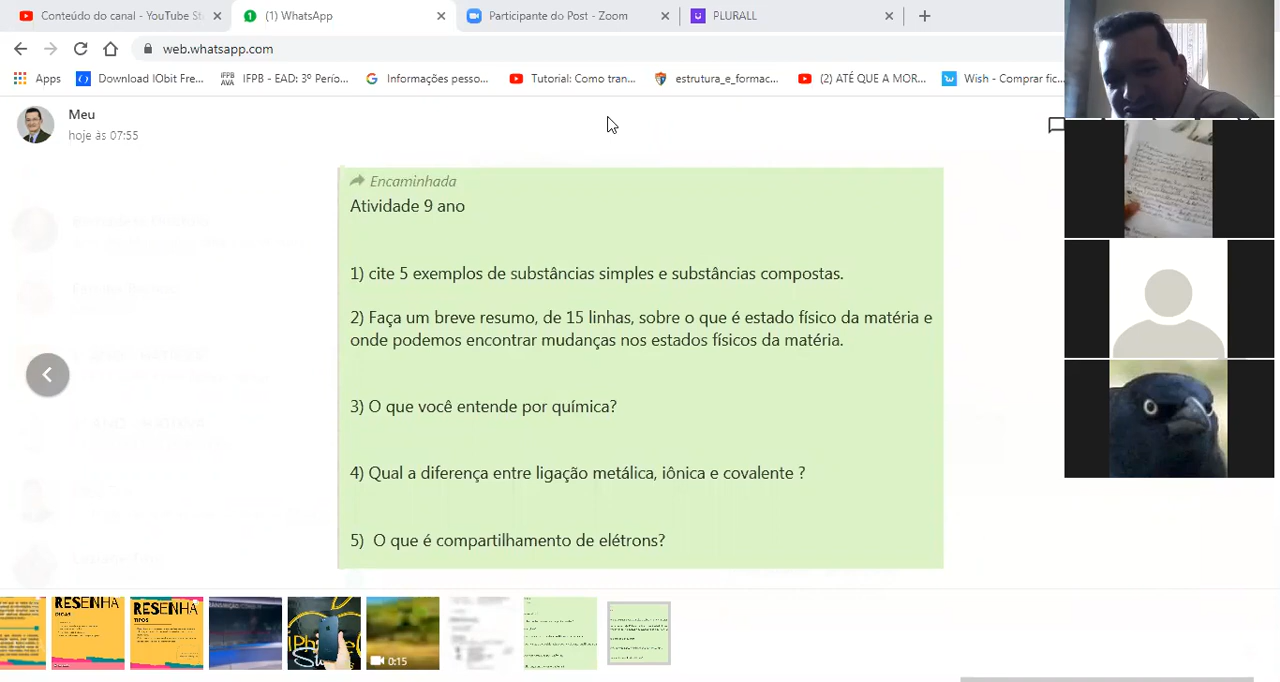 Conteúdo do canal - YouTube St
(1) WhatsApp
Participante do Post - Zoom
PLURALL
web.whatsapp.com
Apps
Download IObit Fre...
IFPB AVA
IFPB - EAD: 3º Perío...
Informações pesso...
Tutorial: Como tran...
estrutura_e_formac...
(2) ATÉ QUE A MOR...
Wish - Comprar fic...
Meu
hoje às 07:55
Encaminhada
Atividade 9 ano
1) cite 5 exemplos de substâncias simples e substâncias compostas.
2) Faça um breve resumo, de 15 linhas, sobre o que é estado físico da matéria e
onde podemos encontrar mudanças nos estados físicos da matéria.
3) O que você entende por química?
4) Qual a diferença entre ligação metálica, iônica e covalente ?
5) O que é compartilhamento de elétrons?
RESENHA
RESENHA
TIPOS
0:15